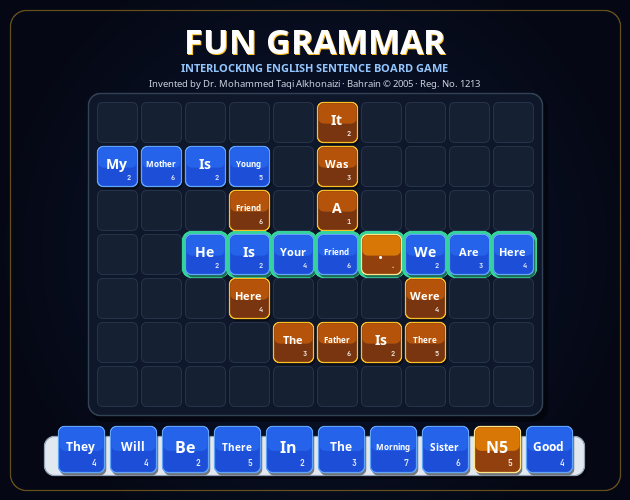 FUN GRAMMAR
INTERLOCKING ENGLISH SENTENCE BOARD GAME
Invented by Dr. Mohammed Taqi Alkhonaizi · Bahrain © 2005 · Reg. No. 1213
It 2
My 2 Mother 6 Is 2 Young 5 Was 3
Friend 6 A 1
He 2 Is 2 Your 4 Friend 6 . - We 2 Are 3 Here 4
Here 4 Were 4
The 3 Father 6 Is 2 There 5
They 4 Will 4 Be 2 There 5 In 2 The 3 Morning 7 Sister 6 N5 5 Good 4